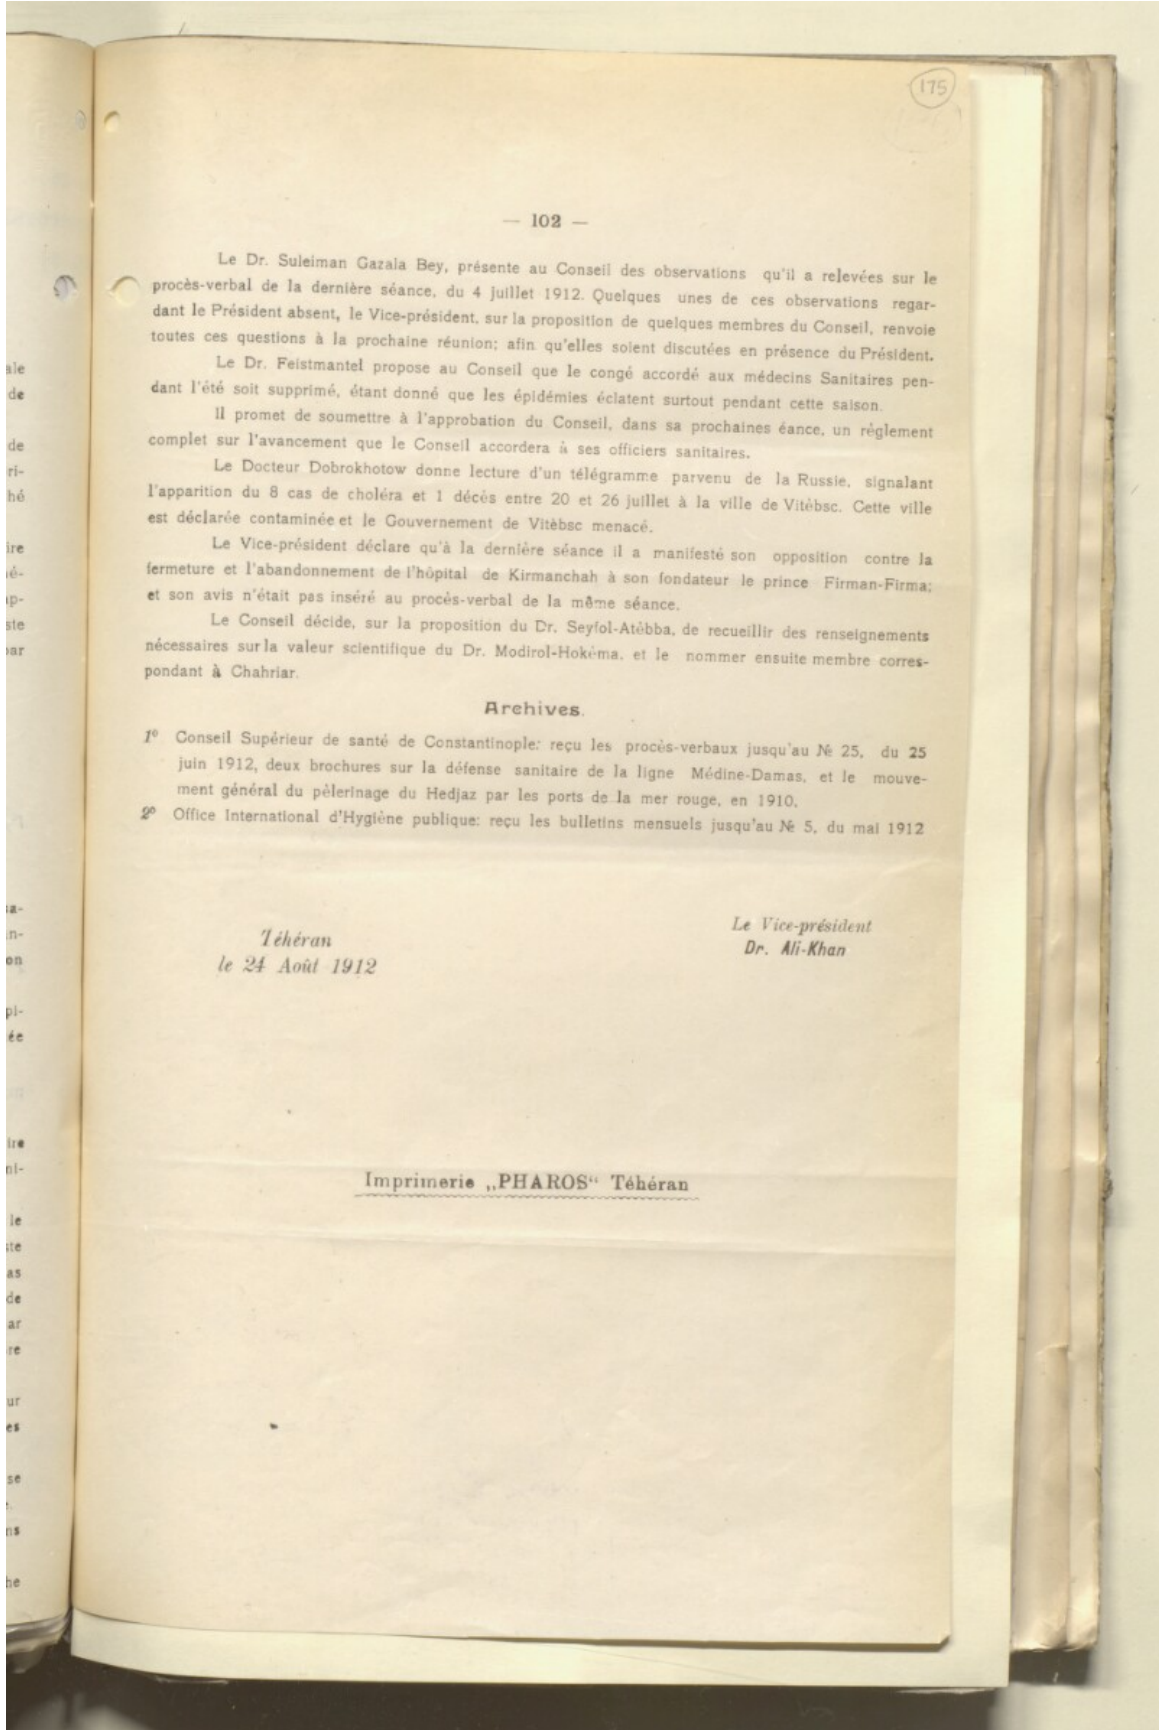 175
— 102 —
Le Dr. Suleiman Gazala Bey, présente au Conseil des observations qu'il a relevées sur le
procès-verbal de la dernière séance, du 4 juillet 1912. Quelques unes de ces observations regar-
dant le Président absent, le Vice-président, sur la proposition de quelques membres du Conseil, renvoie
toutes ces questions à la prochaine réunion; afin qu'elles soient discutées en présence du Président.
Le Dr. Feistmantel propose au Conseil que le congé accordé aux médecins Sanitaires pen-
dant l'été soit supprimé, étant donné que les épidémies éclatent surtout pendant cette saison.
Il promet de soumettre à l'approbation du Conseil, dans sa prochaines éance, un règlement
complet sur l'avancement que le Conseil accordera à ses officiers sanitaires.
Le Docteur Dobrokhotow donne lecture d'un télégramme parvenu de la Russie, signalant
l'apparition du 8 cas de choléra et 1 décès entre 20 et 26 juillet à la ville de Vitèbsc. Cette ville
est déclarée contaminée et le Gouvernement de Vitèbsc menacé.
Le Vice-président déclare qu'à la dernière séance il a manifesté son opposition contre la
fermeture et l'abandonnement de l'hôpital de Kirmanchah à son fondateur le prince Firman-Firma;
et son avis n'était pas inséré au procès-verbal de la même séance.
Le Conseil décide, sur la proposition du Dr. Seyfol-Atèbba, de recueillir des renseignements
nécessaires sur la valeur scientifique du Dr. Modirol-Hokèma, et le nommer ensuite membre corres-
pondant à Chahriar.
Archives.
1º Conseil Supérieur de santé de Constantinople: reçu les procès-verbaux jusqu'au № 25, du 25
juin 1912, deux brochures sur la défense sanitaire de la ligne Médine-Damas, et le mouve-
ment général du pèlerinage du Hedjaz par les ports de la mer rouge, en 1910.
2º Office International d'Hygiène publique: reçu les bulletins mensuels jusqu'au № 5, du mai 1912
Le Vice-président
Dr. Ali-Khan
Téhéran
le 24 Août 1912
Imprimerie „PHAROS“ Téhéran